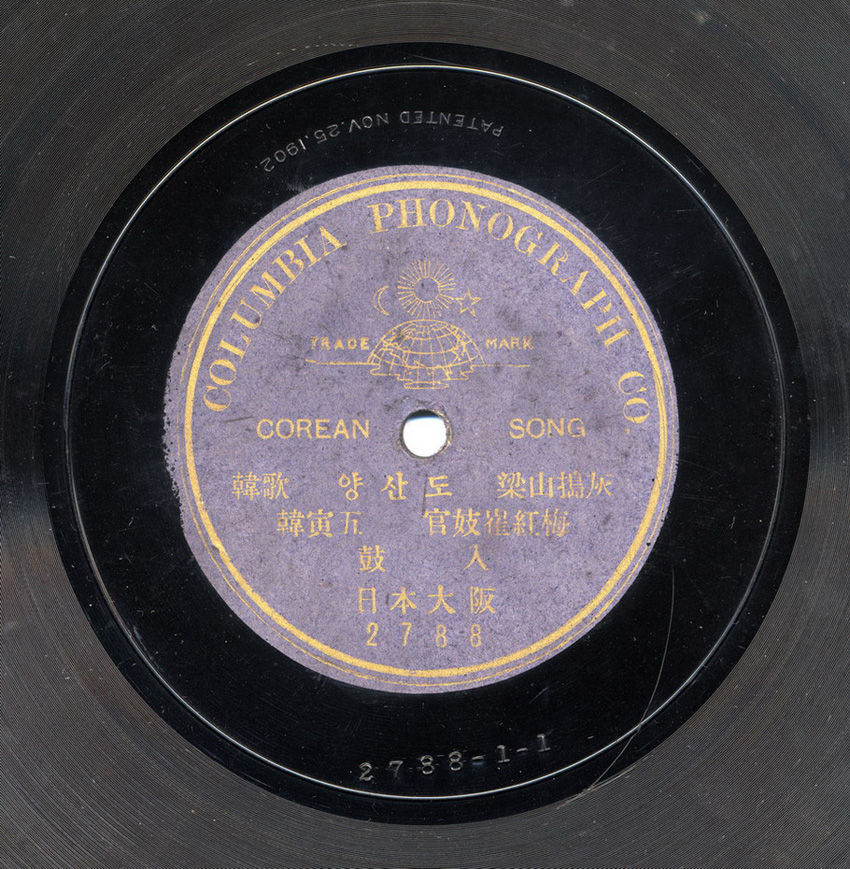 PATENTED NOV.25,1902.
COLUMBIA PHONOGRAPH CO.
TRADE MARK
COREAN SONG
韓歌 양산도 梁山搗灰
韓寅五 官妓崔紅梅
鼓入
日本大阪
2788
2788-1-1